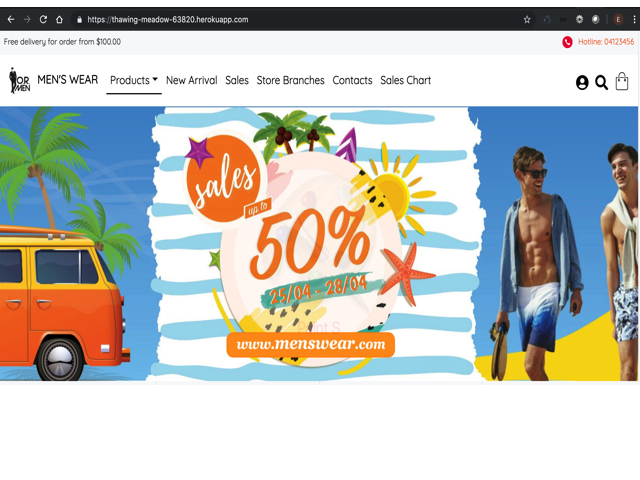 https://thawing-meadow-63820.herokuapp.com
E
Free delivery for order from $100.00
Hotline: 04123456
FOR MEN
MEN'S WEAR
Products New Arrival Sales Store Branches Contacts Sales Chart
sales
up to
50%
25/04 - 28/04
www.menswear.com